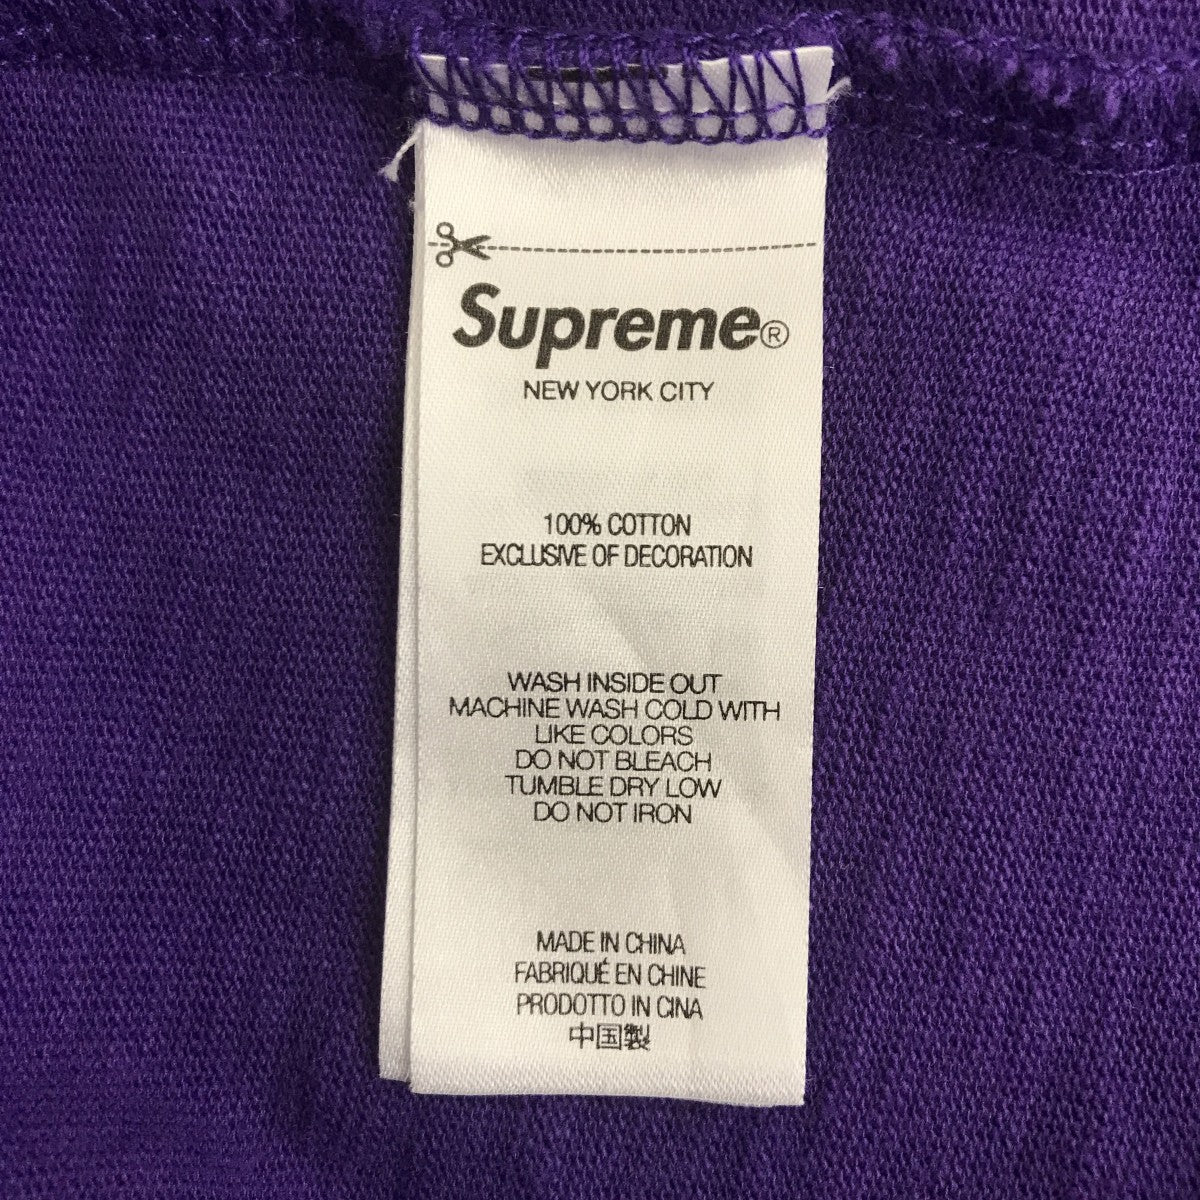 Supreme®
NEW YORK CITY
100% COTTON
EXCLUSIVE OF DECORATION
WASH INSIDE OUT
MACHINE WASH COLD WITH
LIKE COLORS
DO NOT BLEACH
TUMBLE DRY LOW
DO NOT IRON
MADE IN CHINA
FABRIQUÉ EN CHINE
PRODOTTO IN CINA
中国製